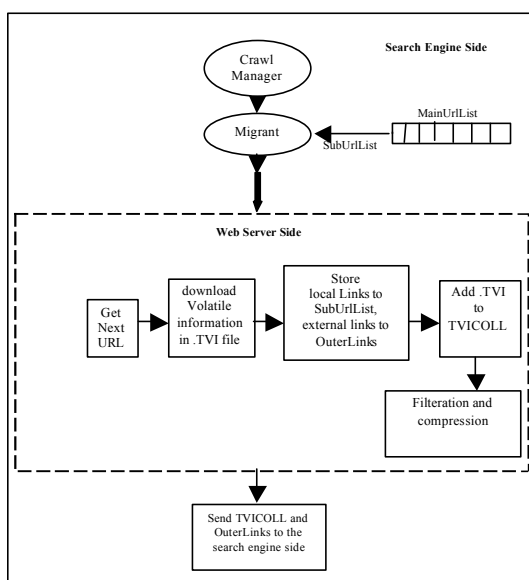 Search Engine Side
Crawl
Manager
Migrant
MainUrlList
SubUrlList
Web Server Side
Get
Next
URL
download
Volatile
information
in .TVI file
Store
local Links to
SubUrlList,
external links to
OuterLinks
Add .TVI
to
TVICOLL
Filteration and
compression
Send TVICOLL and
OuterLinks to the
search engine side